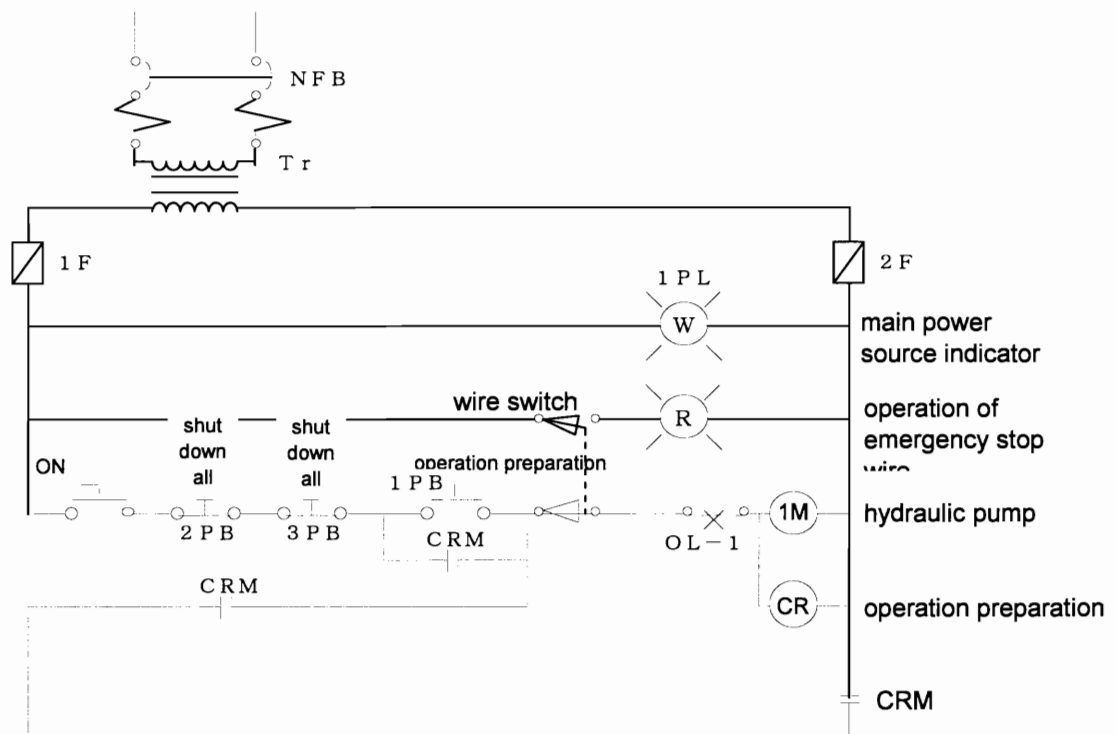 NFB
Tr
1F
2F
1PL
W
main power
source indicator
wire switch
R
operation of
emergency stop
wire
shut
down
all
shut
down
all
ON
operation preparation
1PB
2PB
3PB
CRM
OL-1
1M
hydraulic pump
CRM
CR
operation preparation
CRM